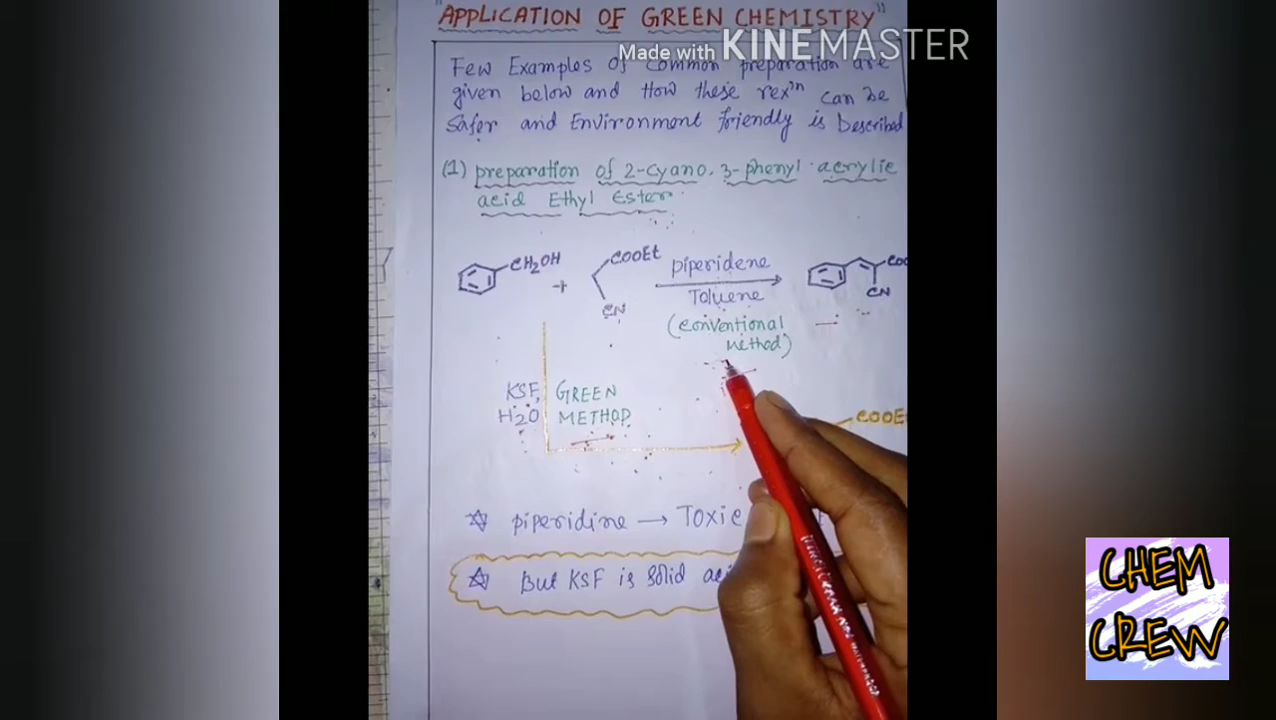 "APPLICATION OF GREEN CHEMISTRY"
Made with KINEMASTER
Few Examples of common preparation are
given below and How these rexⁿ can be
Safer and Environment friendly is Described
(1) preparation of 2-cyano. 3-phenyl acrylic
acid Ethyl Ester
CH2OH
+
COOEt
CN
piperidene
Toluene
(conventional
method)
COO
CN
KSF,
H2O
GREEN
METHOD
COOE
piperidine → Toxic
But KSF is solid
CHEM
CREW